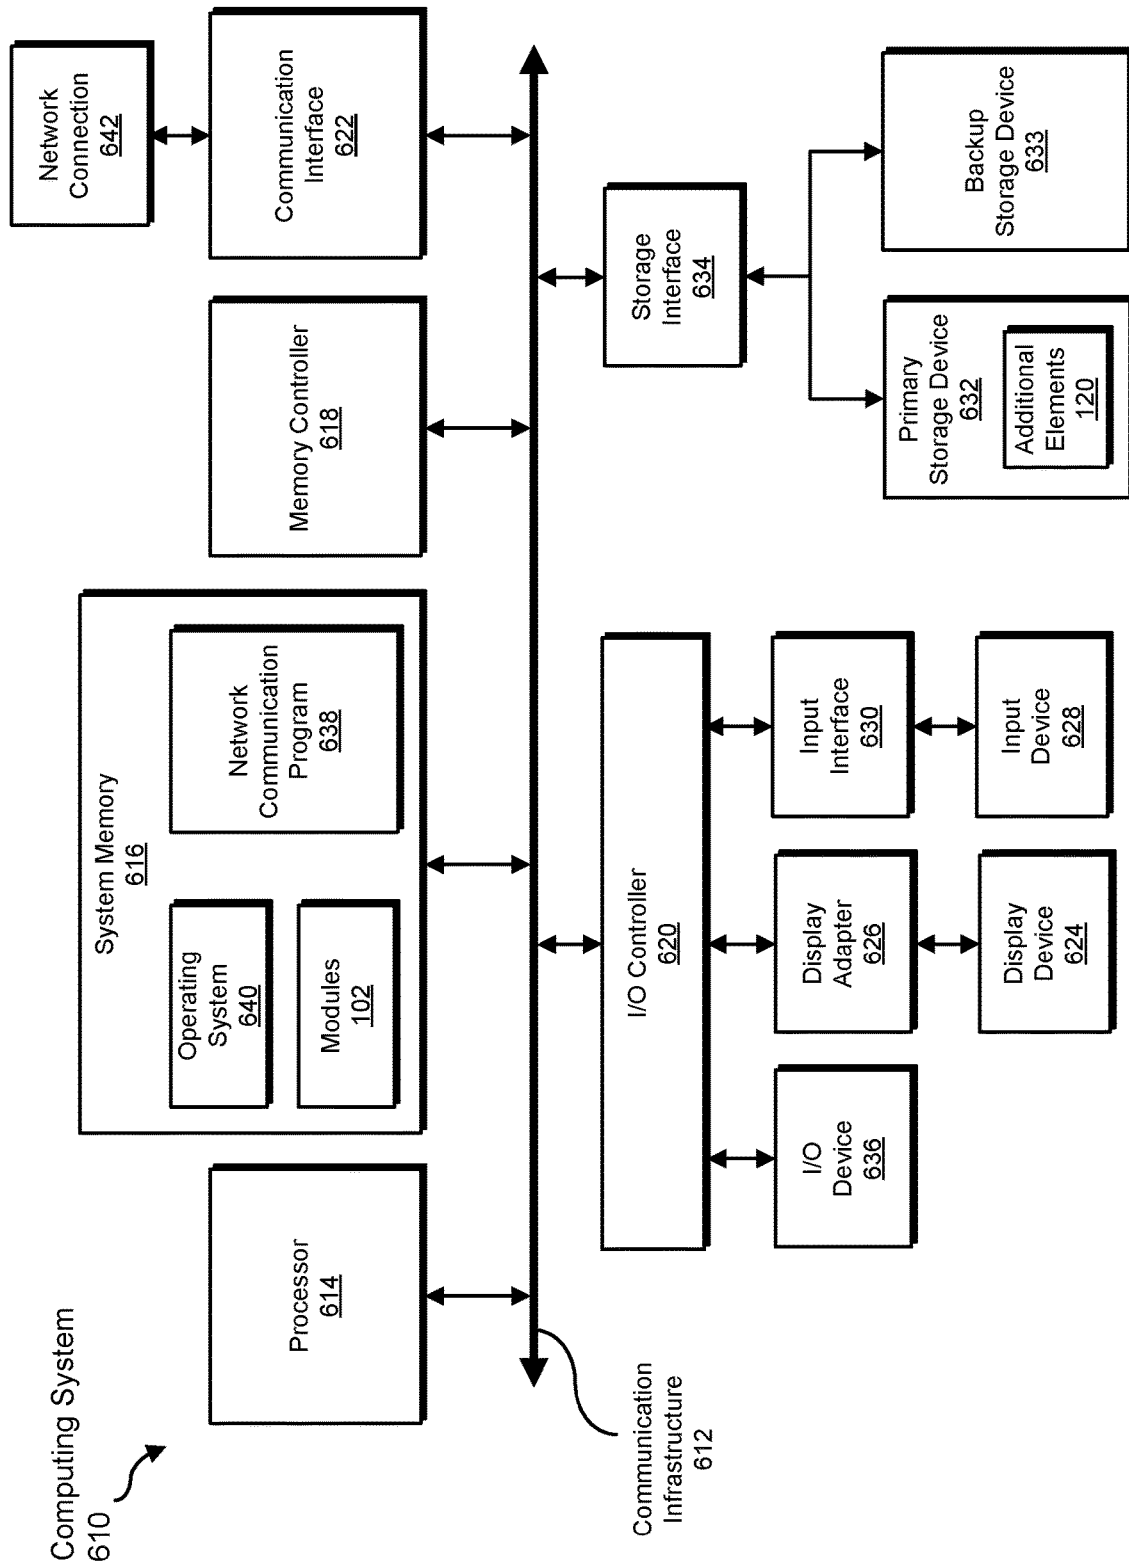 Computing System
610
Network
Connection
642
Processor
614
System Memory
616
Operating
System
640
Modules
102
Network
Communication
Program
638
Memory Controller
618
Communication
Interface
622
Communication
Infrastructure
612
I/O Controller
620
Storage
Interface
634
I/O
Device
636
Display
Adapter
626
Input
Interface
630
Display
Device
624
Input
Device
628
Primary
Storage Device
632
Additional
Elements
120
Backup
Storage Device
633